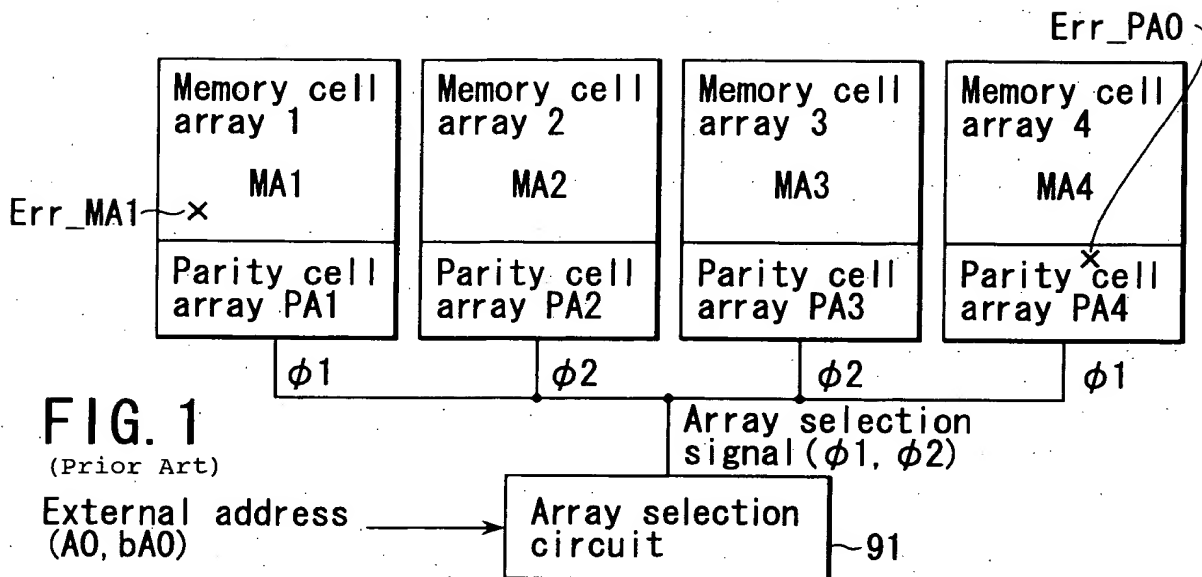 Err_PA0
Memory cell
array 1
MA1
Memory cell
array 2
MA2
Memory cell
array 3
MA3
Memory cell
array 4
MA4
Err_MA1
Parity cell
array PA1
Parity cell
array PA2
Parity cell
array PA3
Parity cell
array PA4
φ1
φ2
φ2
φ1
FIG. 1
(Prior Art)
Array selection
signal (φ1, φ2)
External address
(A0, bA0)
Array selection
circuit
91